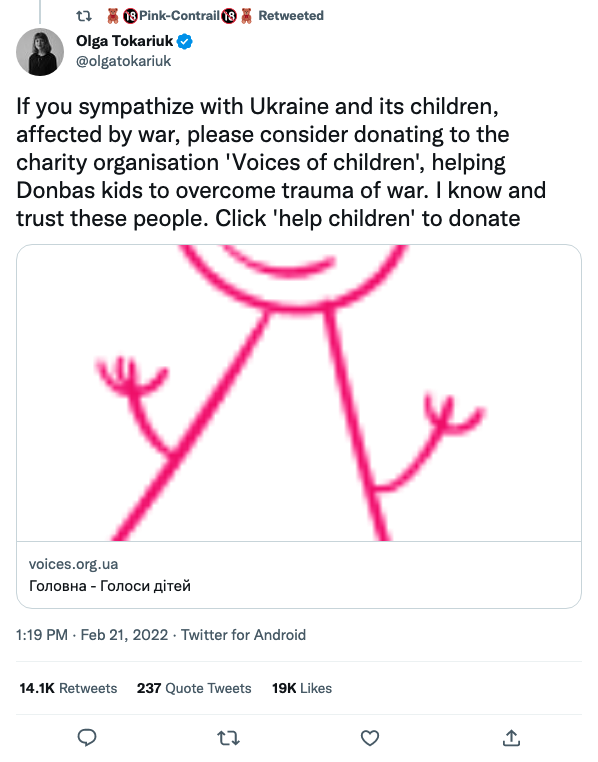 🧸🔞Pink-Contrail🔞🧸 Retweeted
Olga Tokariuk
@olgatokariuk
If you sympathize with Ukraine and its children,
affected by war, please consider donating to the
charity organisation 'Voices of children', helping
Donbas kids to overcome trauma of war. I know and
trust these people. Click 'help children' to donate
voices.org.ua
Головна - Голоси дітей
1:19 PM · Feb 21, 2022 · Twitter for Android
14.1K Retweets 237 Quote Tweets 19K Likes